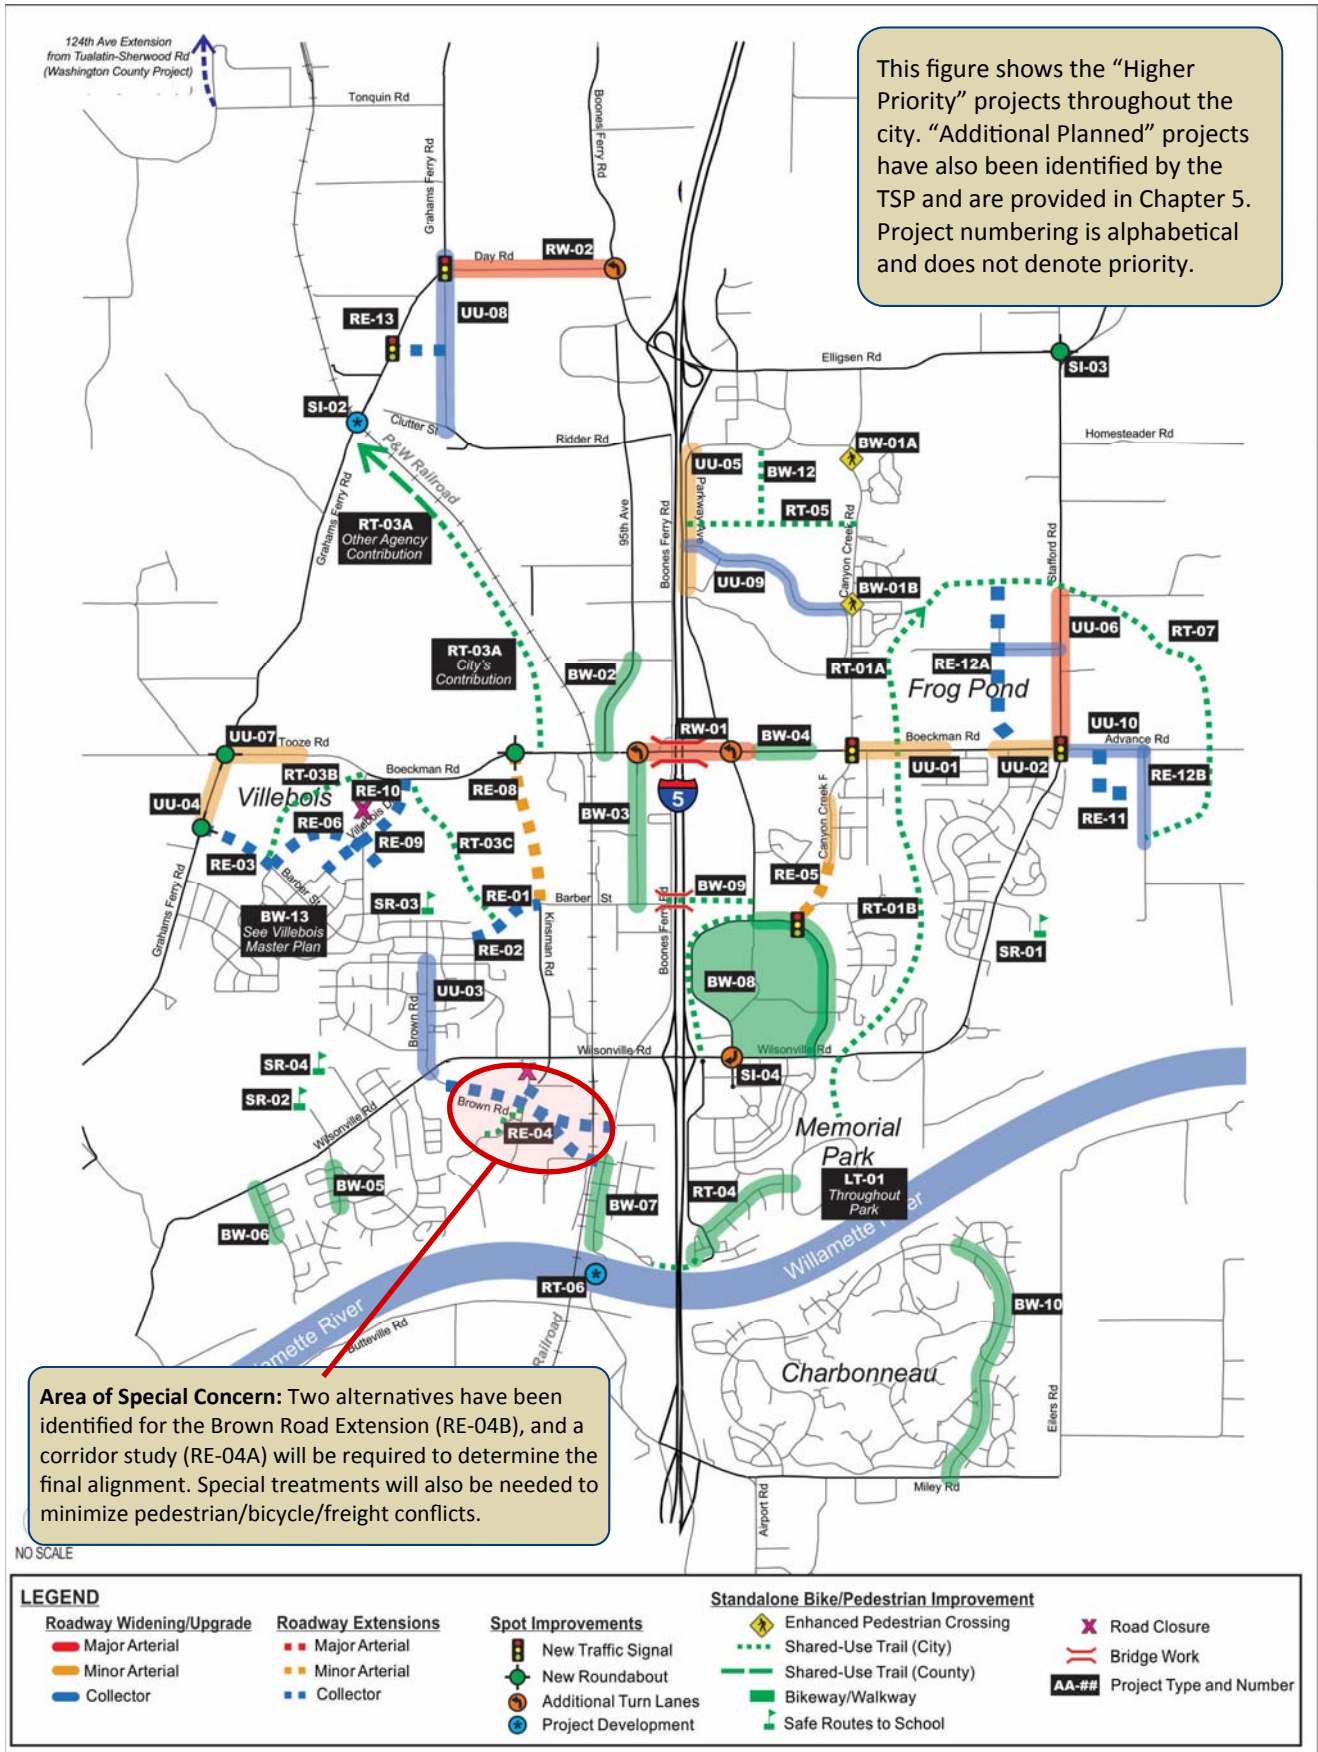 124th Ave Extension
from Tualatin-Sherwood Rd
(Washington County Project)
This figure shows the “Higher
Priority” projects throughout the
city. “Additional Planned” projects
have also been identified by the
TSP and are provided in Chapter 5.
Project numbering is alphabetical
and does not denote priority.
Tonquin Rd
Grahams Ferry Rd
Boones Ferry Rd
RW-02
Day Rd
RE-13
UU-08
Elligsen Rd
SI-03
SI-02
Clutter St
P&W Railroad
Ridder Rd
Homesteader Rd
BW-01A
UU-05
BW-12
Parkway Ave
RT-05
Grahams Ferry Rd
RT-03A
Other Agency
Contribution
95th Ave
Boones Ferry Rd
Canyon Creek Rd
Stafford Rd
UU-09
BW-01B
UU-06
RT-07
RT-03A
City's
Contribution
BW-02
RT-01A
RE-12A
Frog Pond
UU-07
Tooze Rd
RW-01
BW-04
Boeckman Rd
UU-10
Advance Rd
RT-03B
Boeckman Rd
UU-01
UU-02
RE-12B
UU-04
Villebois
RE-10
RE-08
5
RE-06
Villebois D
BW-03
Canyon Creek F
RE-11
RE-03
RE-09
RT-03C
Barber St
RE-05
SR-03
RE-01
Barber St
BW-09
RT-01B
BW-13
See Villebois
Master Plan
Grahams Ferry Rd
RE-02
Kinsman Rd
Boones Ferry Rd
SR-01
UU-03
BW-08
Brown Rd
Wilsonville Rd
Wilsonville Rd
SR-04
SI-04
SR-02
Brown Rd
RE-04
Wilsonville Rd
Memorial
Park
BW-05
LT-01
Throughout
Park
BW-07
RT-04
BW-06
Willamette River
RT-06
BW-10
lamette River
Butteville Rd
Railroad
Charbonneau
Eilers Rd
Area of Special Concern: Two alternatives have been
identified for the Brown Road Extension (RE-04B), and a
corridor study (RE-04A) will be required to determine the
final alignment. Special treatments will also be needed to
minimize pedestrian/bicycle/freight conflicts.
Miley Rd
Airport Rd
NO SCALE
LEGEND
Roadway Widening/Upgrade
Major Arterial
Minor Arterial
Collector
Roadway Extensions
Major Arterial
Minor Arterial
Collector
Spot Improvements
New Traffic Signal
New Roundabout
Additional Turn Lanes
Project Development
Standalone Bike/Pedestrian Improvement
Enhanced Pedestrian Crossing
Shared-Use Trail (City)
Shared-Use Trail (County)
Bikeway/Walkway
Safe Routes to School
Road Closure
Bridge Work
AA-## Project Type and Number